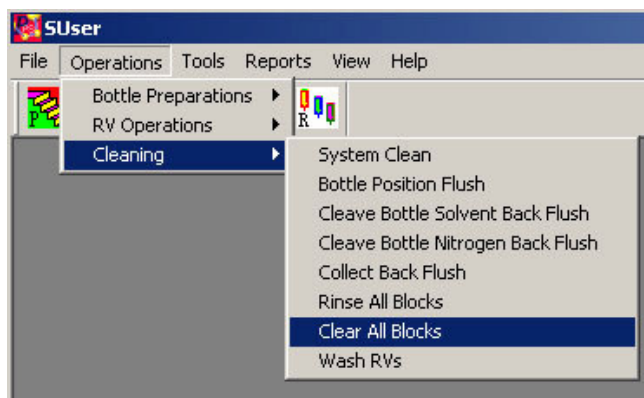 SUser
File Operations Tools Reports View Help
Bottle Preparations
RV Operations
Cleaning
P
R
System Clean
Bottle Position Flush
Cleave Bottle Solvent Back Flush
Cleave Bottle Nitrogen Back Flush
Collect Back Flush
Rinse All Blocks
Clear All Blocks
Wash RVs